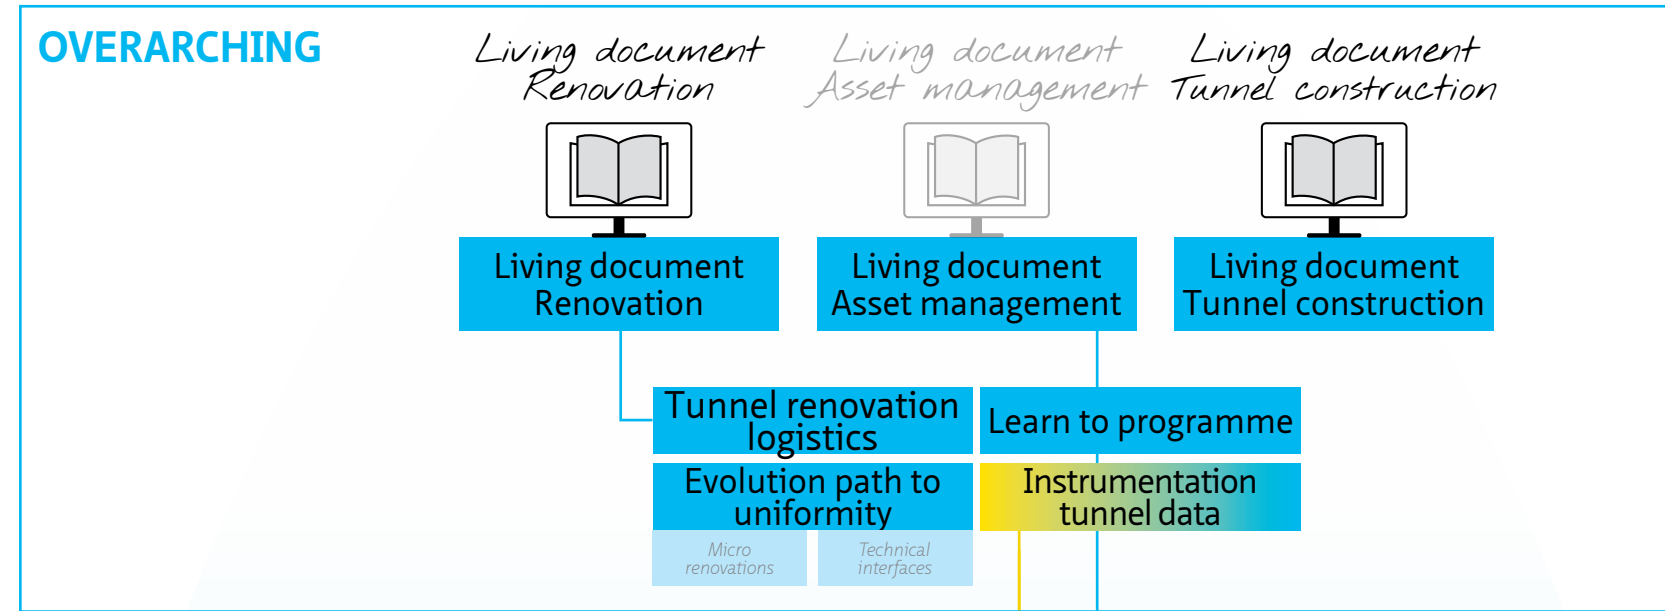 OVERARCHING
Living document
Renovation
Living document
Asset management
Living document
Tunnel construction
Living document
Renovation
Living document
Asset management
Living document
Tunnel construction
Tunnel renovation
logistics
Learn to programme
Evolution path to
uniformity
Instrumentation
tunnel data
Micro
renovations
Technical
interfaces